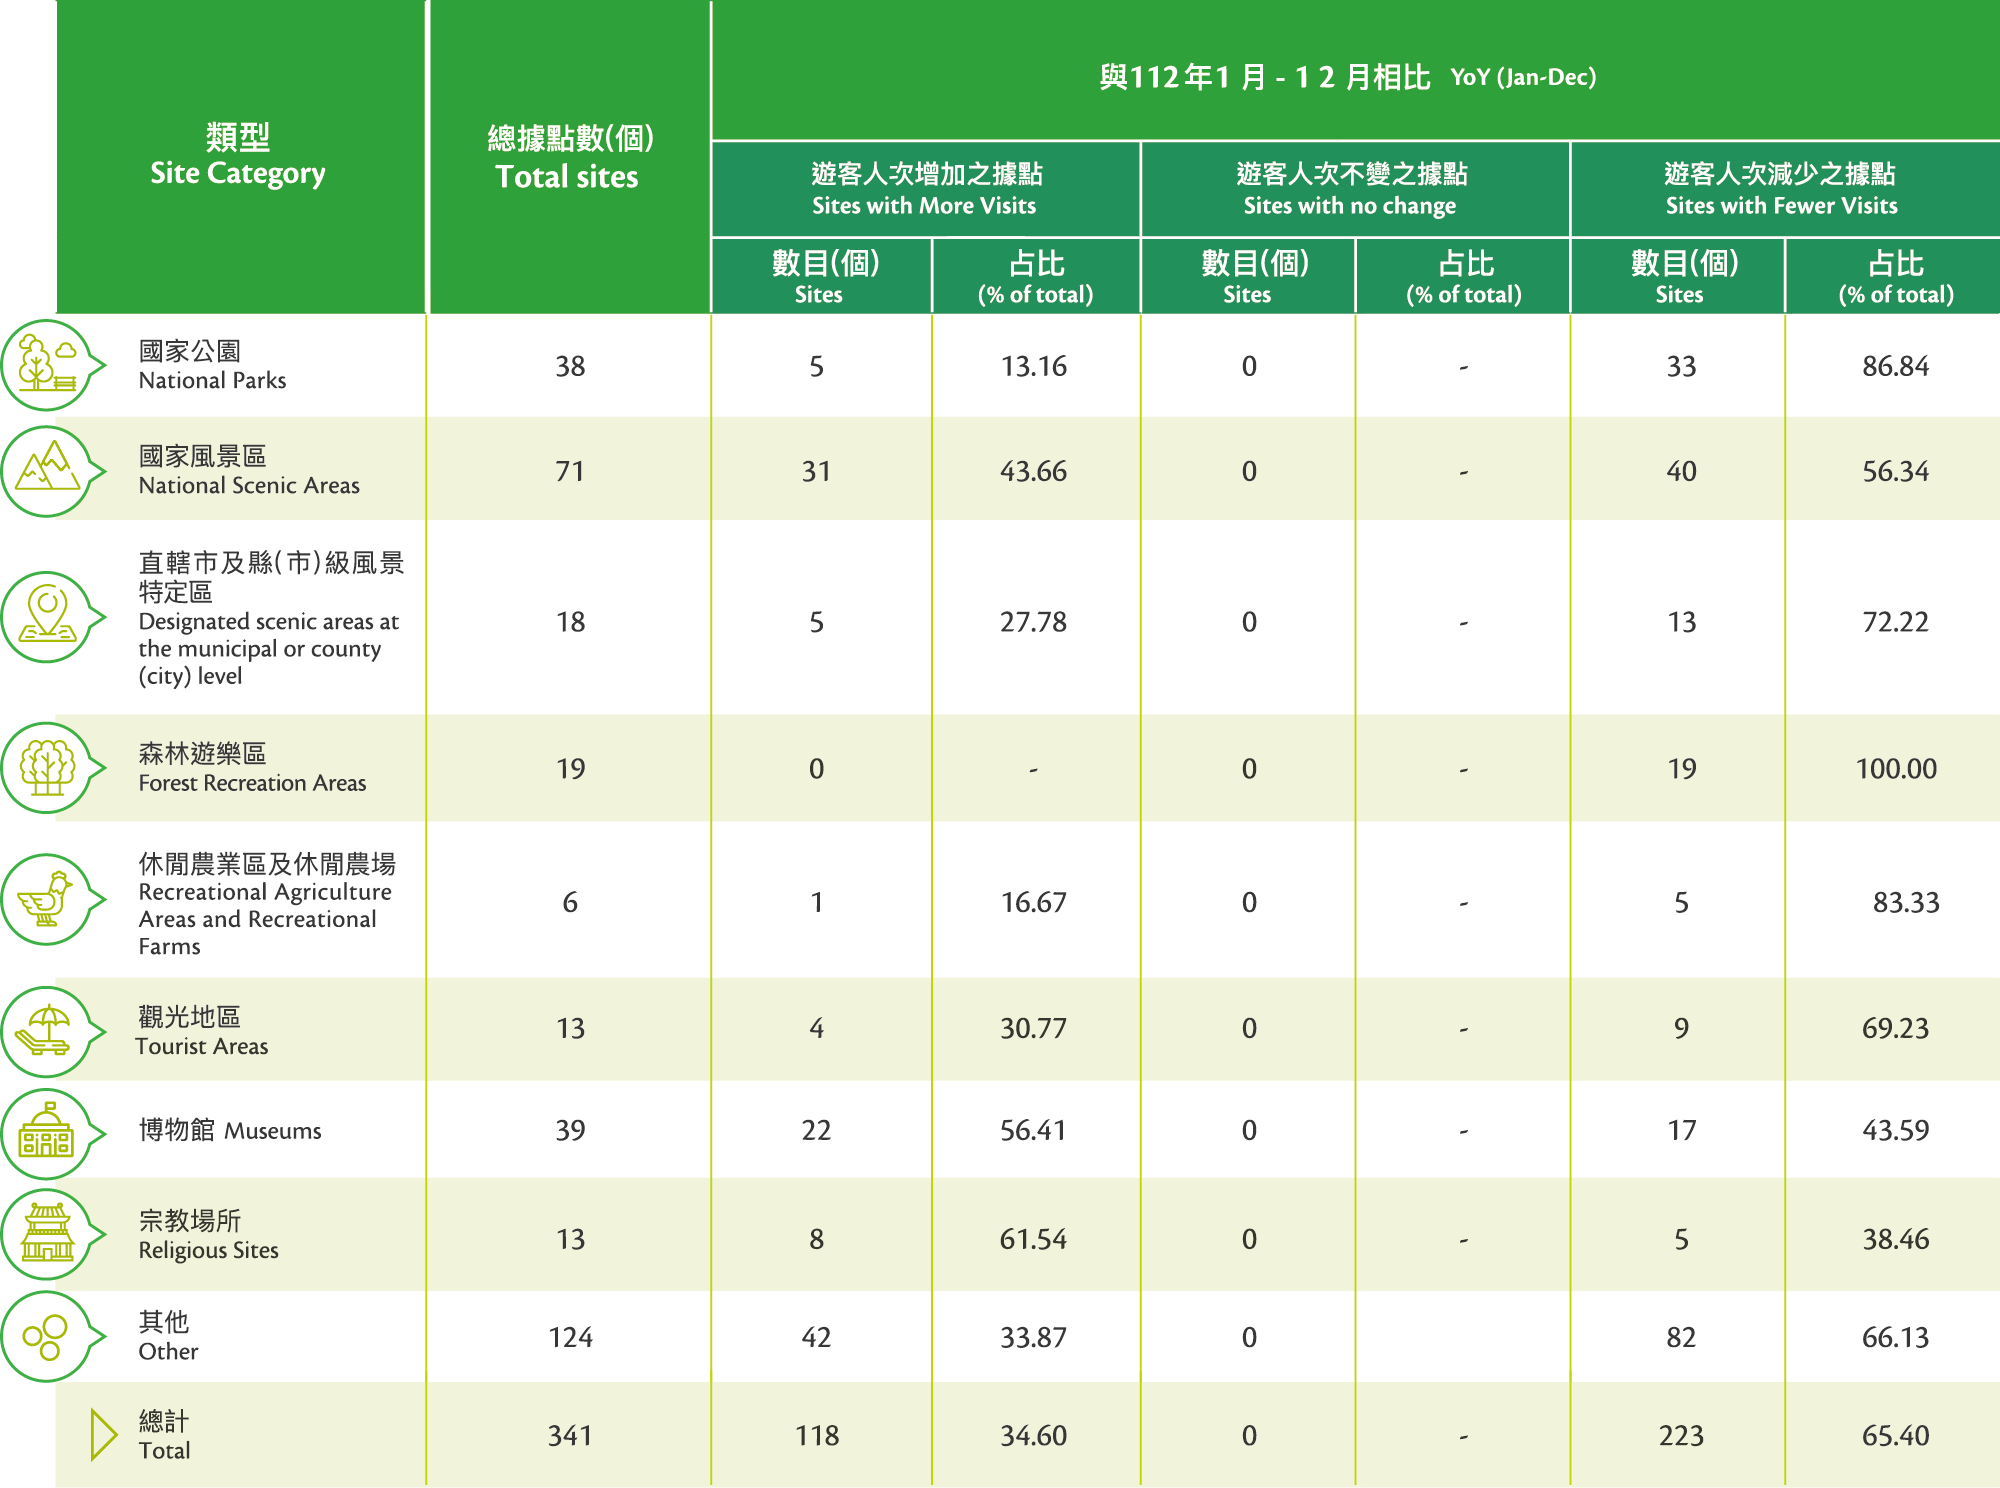 類型
Site Category
總據點數(個)
Total sites
與112年1 月 - 1 2 月相比 YoY (Jan-Dec)
遊客人次增加之據點
Sites with More Visits
遊客人次不變之據點
Sites with no change
遊客人次減少之據點
Sites with Fewer Visits
數目(個)
Sites
占比
(% of total)
數目(個)
Sites
占比
(% of total)
數目(個)
Sites
占比
(% of total)
國家公園
National Parks
38 5 13.16 0 - 33 86.84
國家風景區
National Scenic Areas
71 31 43.66 0 - 40 56.34
直轄市及縣(市)級風景
特定區
Designated scenic areas at
the municipal or county
(city) level
18 5 27.78 0 - 13 72.22
森林遊樂區
Forest Recreation Areas
19 0 - 0 - 19 100.00
休閒農業區及休閒農場
Recreational Agriculture
Areas and Recreational
Farms
6 1 16.67 0 - 5 83.33
觀光地區
Tourist Areas
13 4 30.77 0 - 9 69.23
博物館 Museums
39 22 56.41 0 - 17 43.59
宗教場所
Religious Sites
13 8 61.54 0 - 5 38.46
其他
Other
124 42 33.87 0 82 66.13
總計
Total
341 118 34.60 0 - 223 65.40